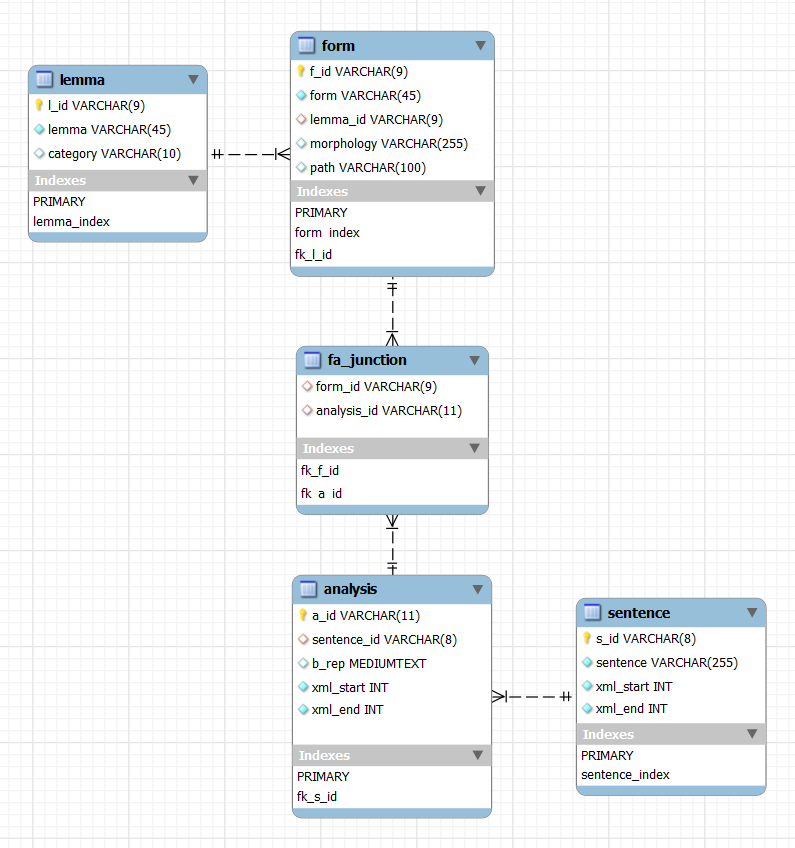 lemma
l_id VARCHAR(9)
lemma VARCHAR(45)
category VARCHAR(10)
Indexes
PRIMARY
lemma_index
form
f_id VARCHAR(9)
form VARCHAR(45)
lemma_id VARCHAR(9)
morphology VARCHAR(255)
path VARCHAR(100)
Indexes
PRIMARY
form_index
fk_l_id
fa_junction
form_id VARCHAR(9)
analysis_id VARCHAR(11)
Indexes
fk_f_id
fk_a_id
analysis
a_id VARCHAR(11)
sentence_id VARCHAR(8)
b_rep MEDIUMTEXT
xml_start INT
xml_end INT
Indexes
PRIMARY
fk_s_id
sentence
s_id VARCHAR(8)
sentence VARCHAR(255)
xml_start INT
xml_end INT
Indexes
PRIMARY
sentence_index